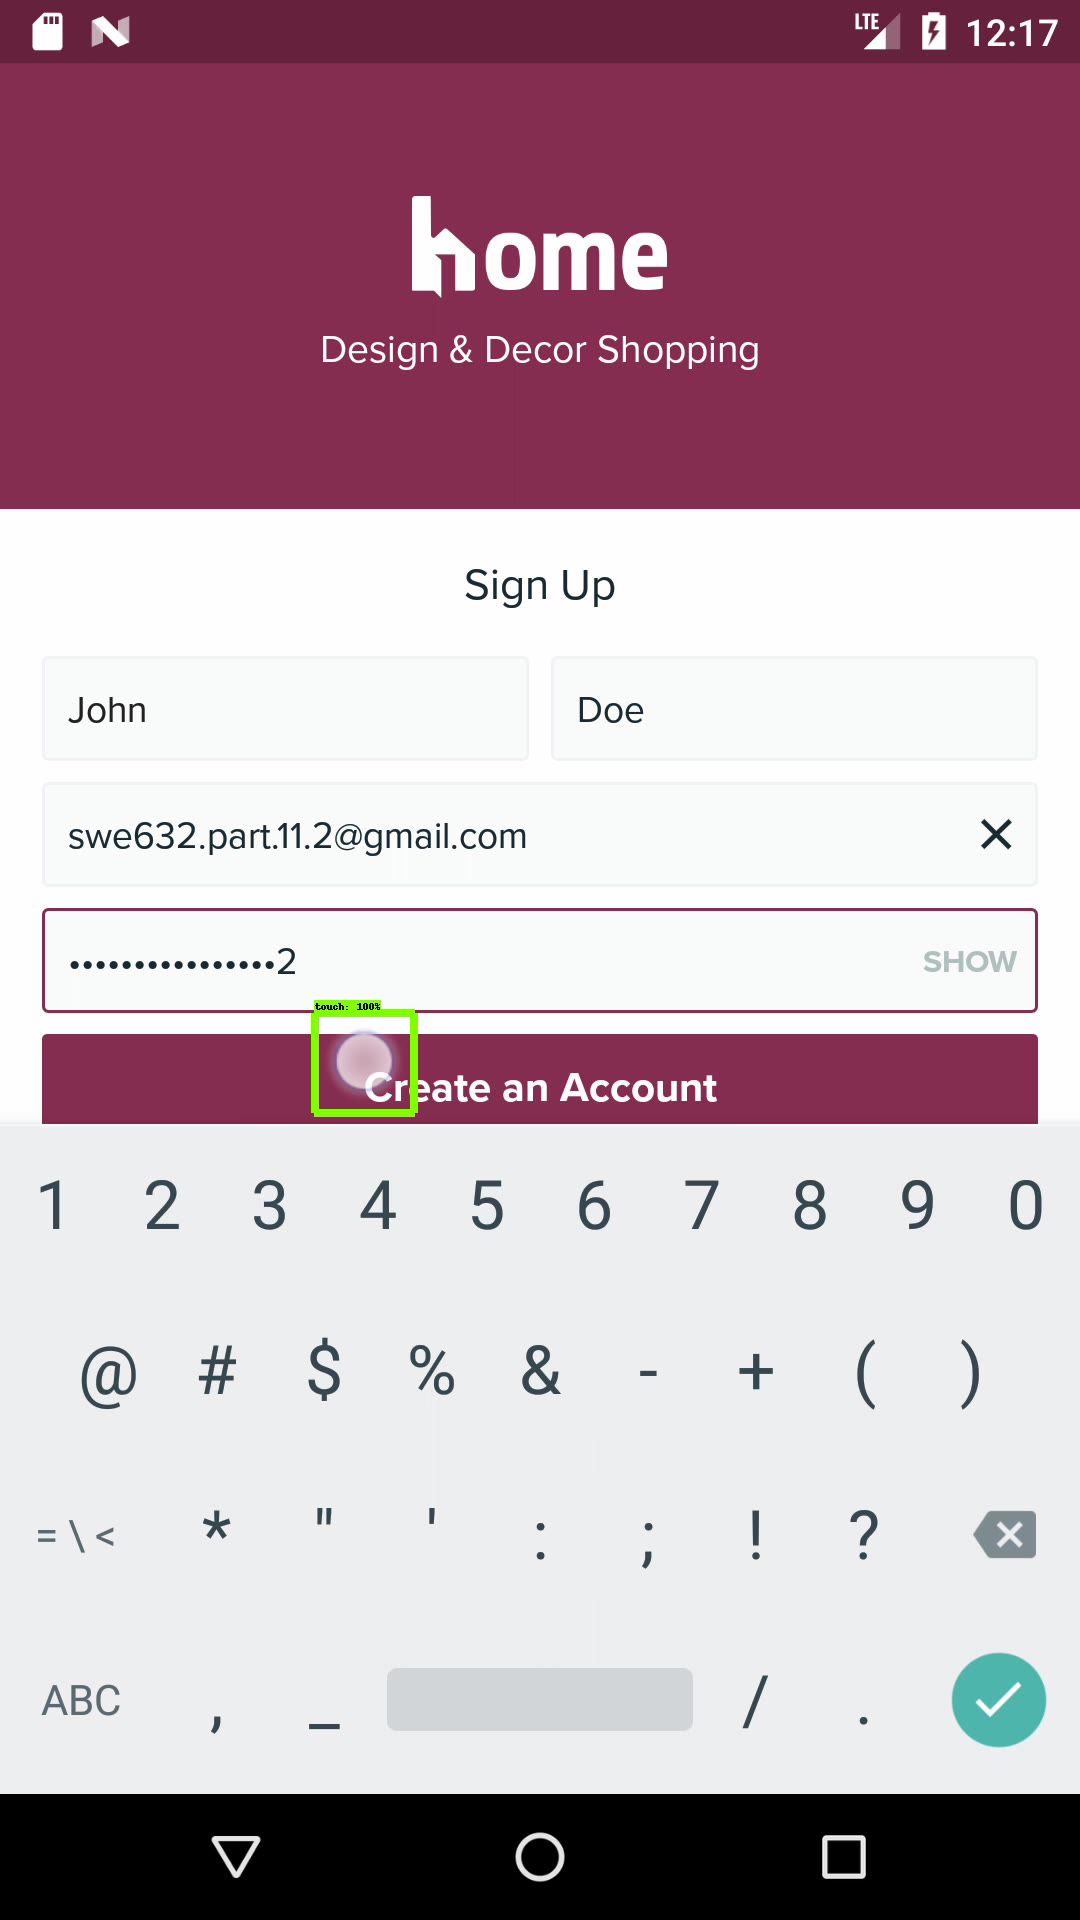 LTE 12:17
home
Design & Decor Shopping
Sign Up
John Doe
swe632.part.11.2@gmail.com
••••••••••••••••2 SHOW
touch: 100%
Create an Account
1 2 3 4 5 6 7 8 9 0
@ # $ % & - + ( )
= \ < * " ' : ; ! ?
ABC , _ / .